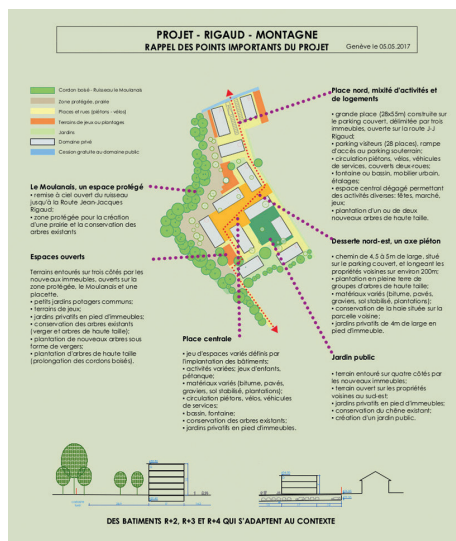 PROJET - RIGAUD - MONTAGNE
RAPPEL DES POINTS IMPORTANTS DU PROJET
Genève le 05.05.2017
Cordon boisé - Ruisseau le Moulanais
Zone protégée, prairie
Places et rues (piétons - vélos)
Terrains de jeux ou plantages
Jardins
Domaine privé
Cession gratuite au domaine public
Le Moulanais, un espace protégé
• remise à ciel ouvert du ruisseau
jusqu'à la Route Jean-Jacques
Rigaud;
• zone protégée pour la création
d'une prairie et la conservation des
arbres existants
Espaces ouverts
Terrains entourés sur trois côtés par les
nouveaux immeubles, ouverts sur la
zone protégée, le Moulanais et une
placette.
• petits jardins potagers communs;
• terrains de jeux;
• jardins privatifs en pied d'immeubles;
• conservation des arbres existants
(verger et arbres de haute taille);
• plantation de nouveaux arbres sous
forme de vergers;
• plantation d'arbres de haute taille
(prolongation des cordons boisés).
Place centrale
• jeu d'espaces variés définis par
l'implantation des bâtiments;
• activités variées: jeux d'enfants,
pétanque;
• matériaux variés (bitume, pavés,
graviers, sol stabilisé, plantations);
• circulation piétons, vélos, véhicules
de services;
• bassin, fontaine;
• conservation des arbres existants;
• jardins privatifs en pied d'immeubles.
Place nord, mixité d'activités et
de logements
• grande place (28x55m) construite sur
le parking couvert, délimitée par trois
immeubles, ouverte sur la route J-J
Rigaud;
• parking visiteurs (28 places), rampe
d'accès au parking souterrain;
• circulation piétons, vélos, véhicules
de services, couverts deux-roues;
• fontaine ou bassin, mobilier urbain,
étalages;
• espace central dégagé permettant
des activités diverses: fêtes, marché,
jeux;
• plantation d'un ou de deux
nouveaux arbres de haute taille.
Desserte nord-est, un axe piéton
• chemin de 4.5 à 5m de large, situé
sur le parking couvert, et longeant les
propriétés voisines sur environ 200m;
• plantation en pleine terre de
groupes d'arbres de haute taille;
• matériaux variés (bitume, pavés,
graviers, sol stabilisé, plantations);
• conservation de la haie située sur la
parcelle voisine;
• jardins privatifs de 4m de large en
pied d'immeuble.
Jardin public
• terrain entouré sur quatre côtés par
les nouveaux immeubles;
• terrain ouvert sur les propriétés
voisines au sud-est;
• jardins privatifs en pied d'immeubles;
• conservation du chêne existant;
• création d'un jardin public.
DES BATIMENTS R+2, R+3 ET R+4 QUI S'ADAPTENT AU CONTEXTE